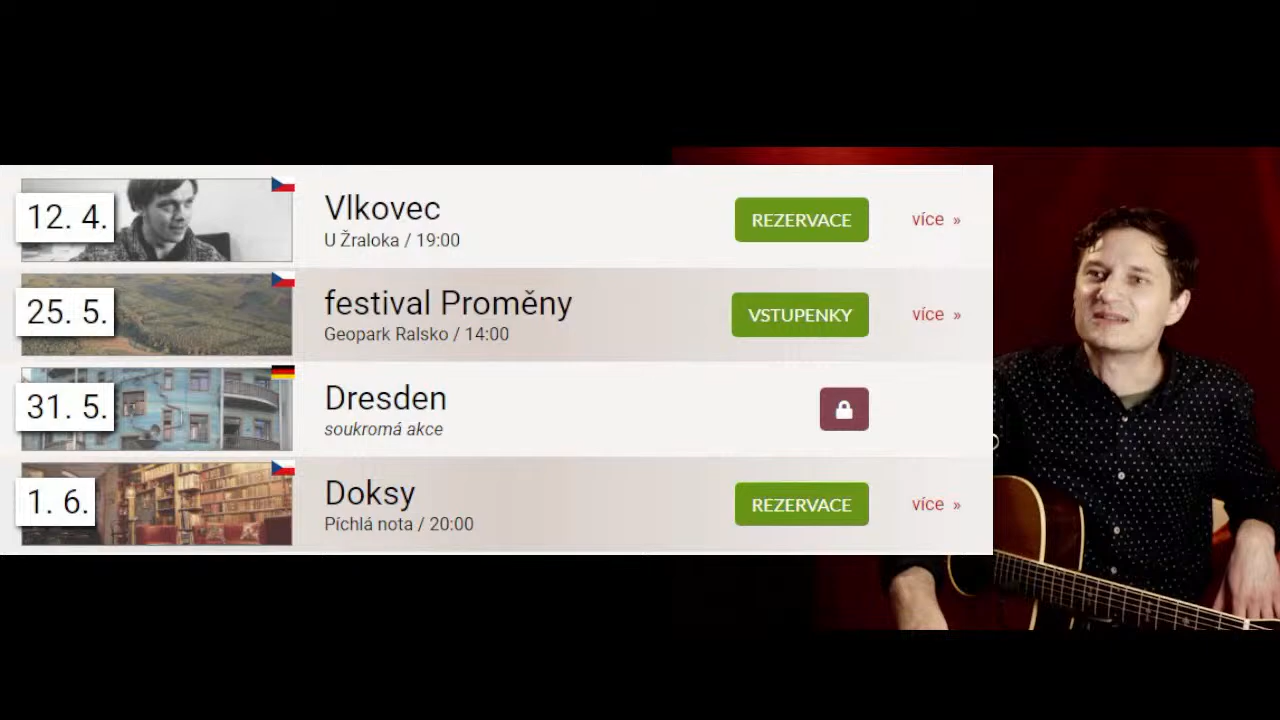 12. 4.
Vlkovec
U Žraloka / 19:00
REZERVACE
více »
25. 5.
festival Proměny
Geopark Ralsko / 14:00
VSTUPENKY
více »
31. 5.
Dresden
soukromá akce
1. 6.
Doksy
Píchlá nota / 20:00
REZERVACE
více »